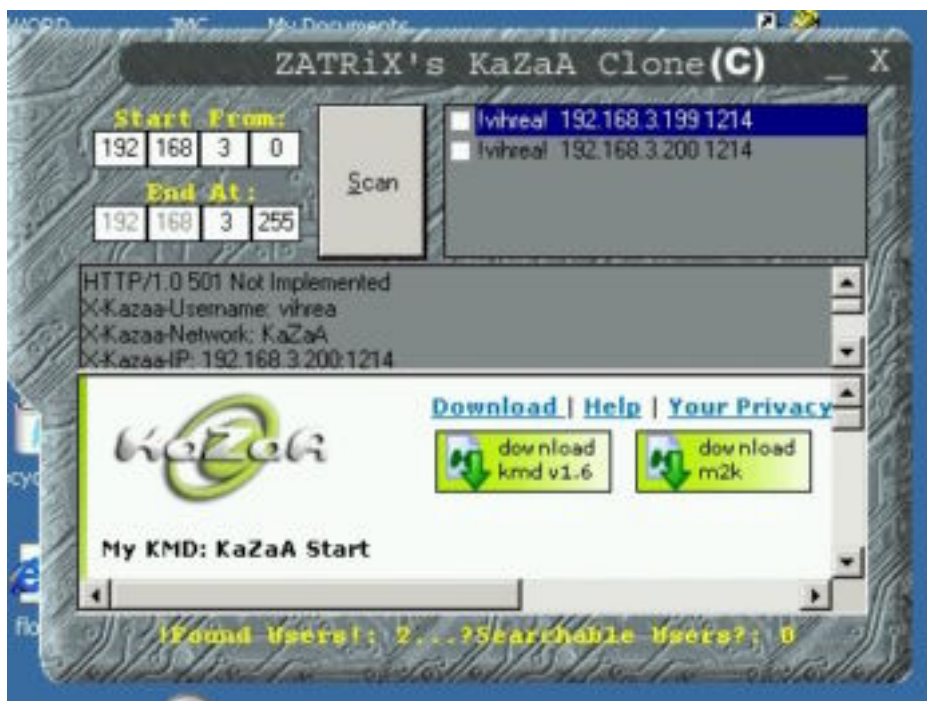 WORD JMC My Documents
ZATRiX's KaZaA Clone(C) _ X
Start From:
192 168 3 0
End At:
192 168 3 255
Scan
!vihrea! 192.168.3.199 1214
!vihrea! 192.168.3.200 1214
HTTP/1.0 501 Not Implemented
X-Kazaa-Username: vihrea
X-Kazaa-Network: KaZaA
X-Kazaa-IP: 192.168.3.200:1214
KaZaA
Download | Help | Your Privacy
download
kmd v1.6
download
m2k
My KMD: KaZaA Start
!Found Users!: 2...?Searchable Users?: 0